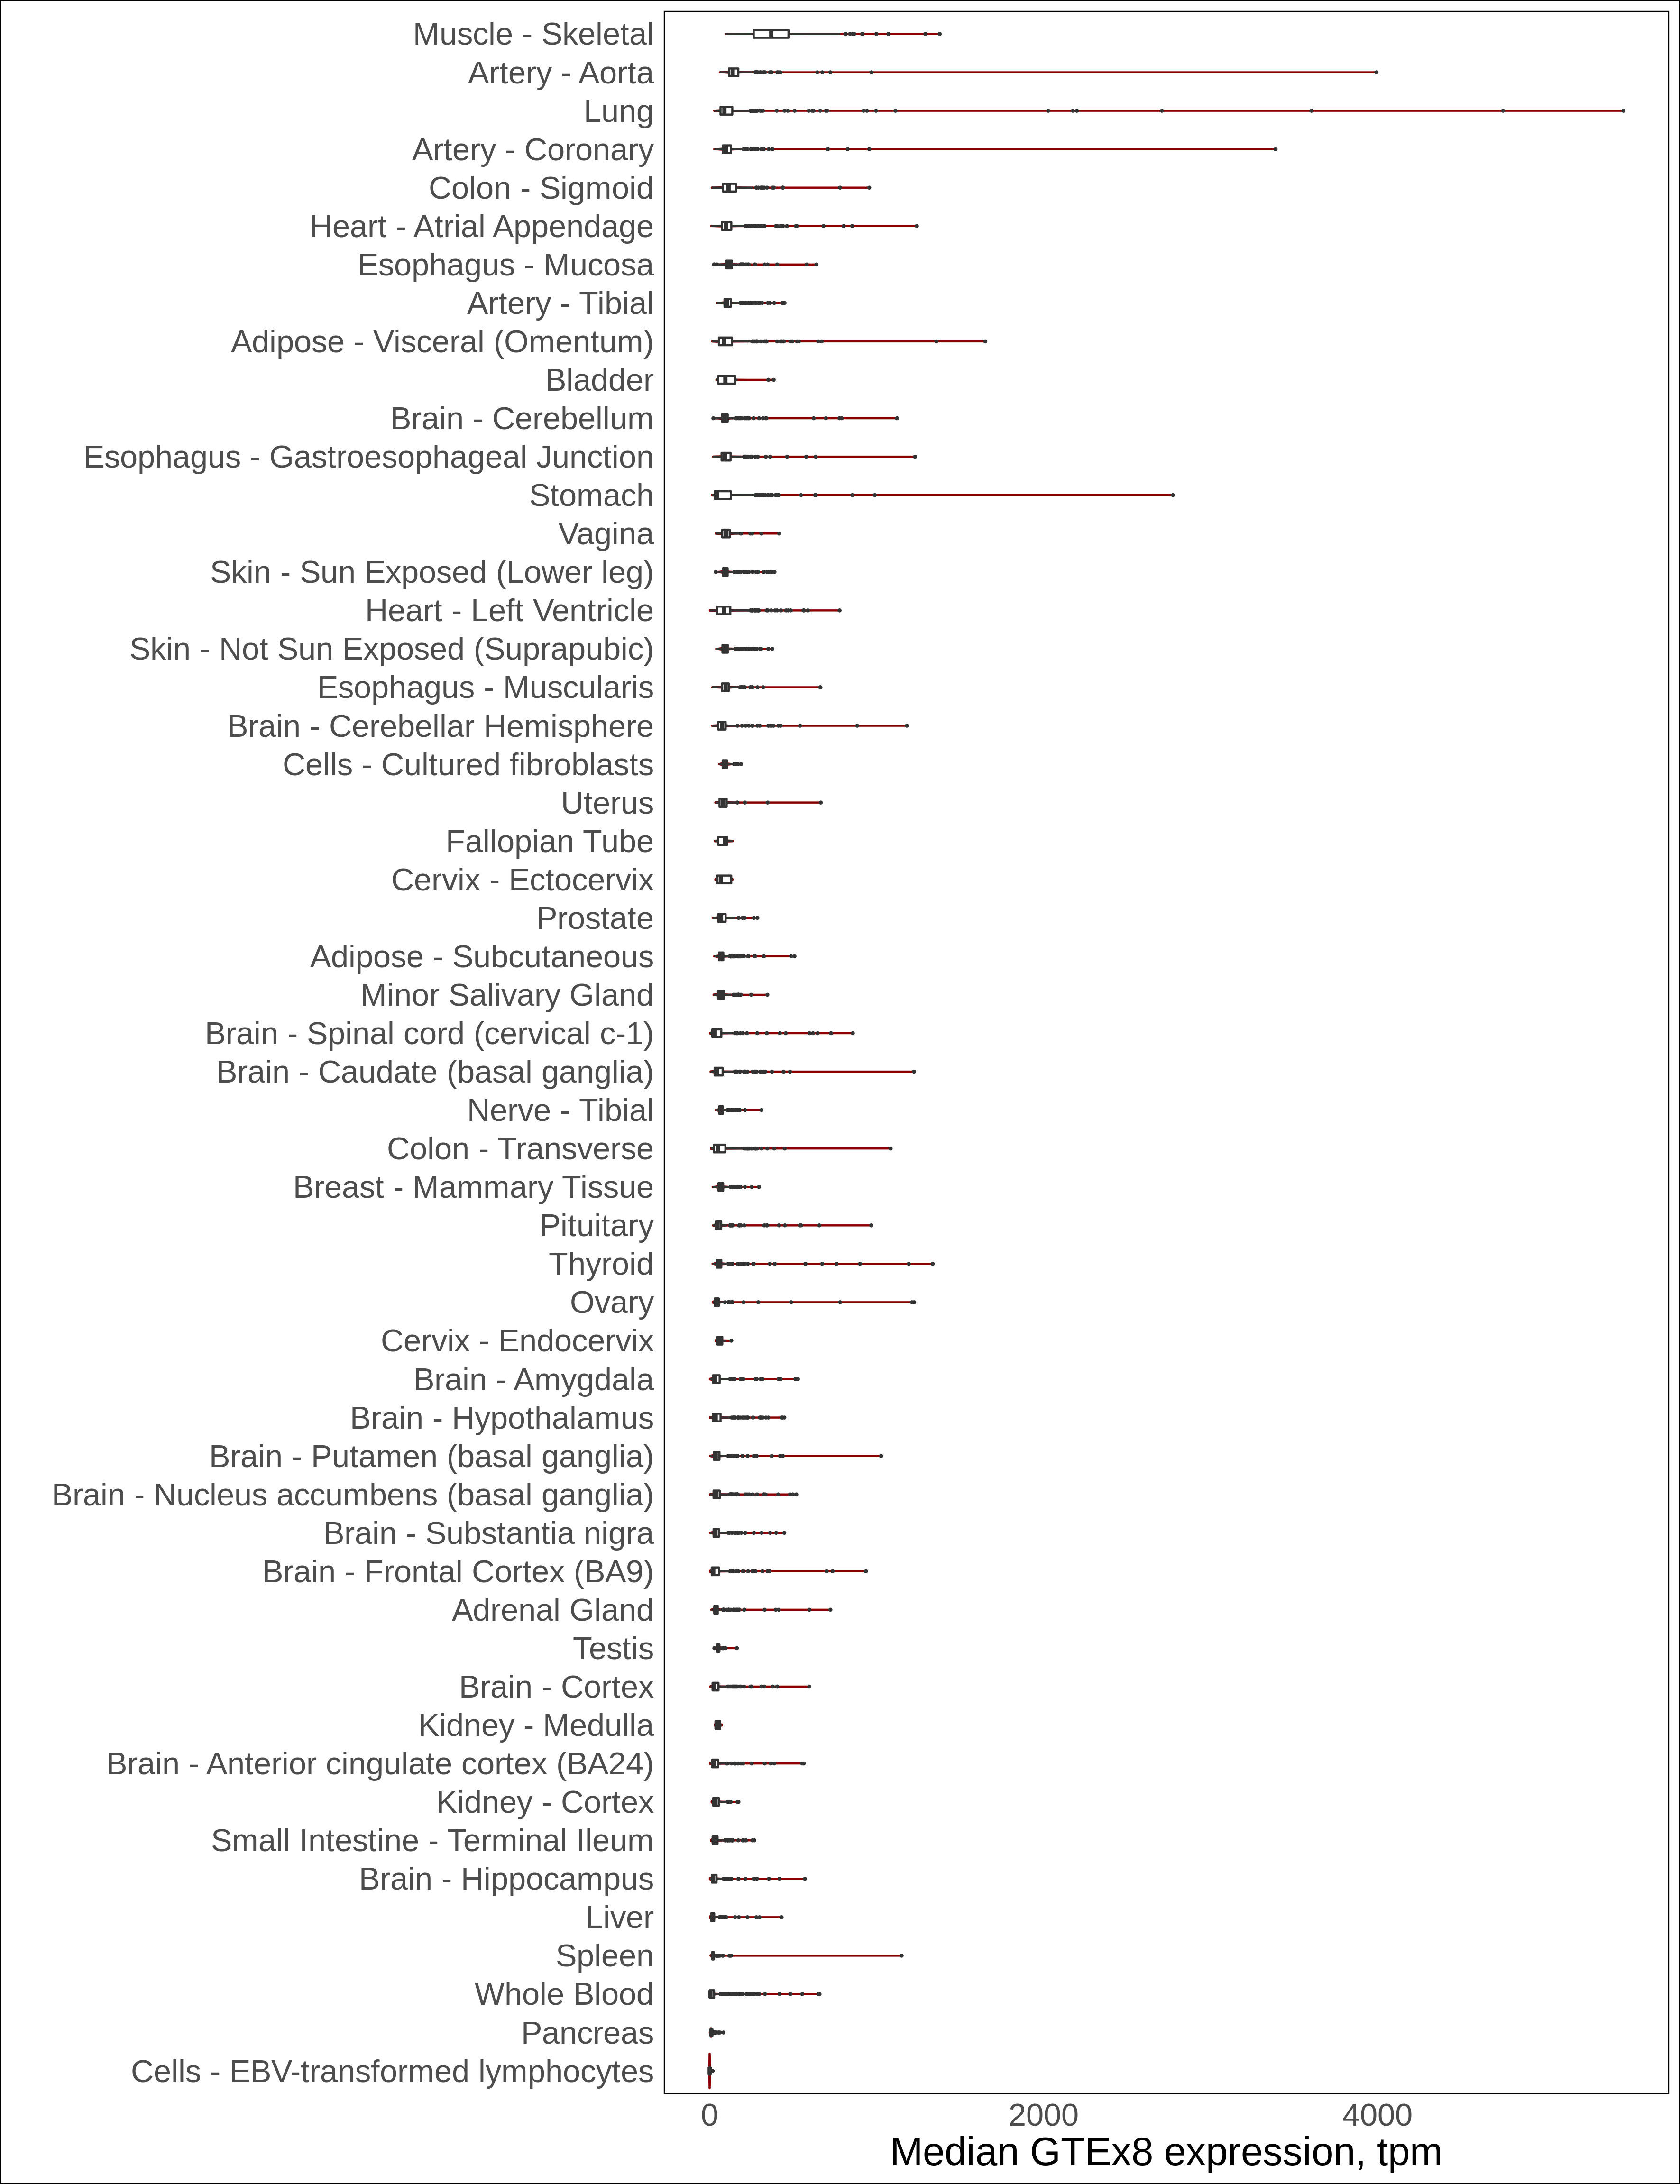 Muscle - Skeletal
Artery - Aorta
Lung
Artery - Coronary
Colon - Sigmoid
Heart - Atrial Appendage
Esophagus - Mucosa
Artery - Tibial
Adipose - Visceral (Omentum)
Bladder
Brain - Cerebellum
Esophagus - Gastroesophageal Junction
Stomach
Vagina
Skin - Sun Exposed (Lower leg)
Heart - Left Ventricle
Skin - Not Sun Exposed (Suprapubic)
Esophagus - Muscularis
Brain - Cerebellar Hemisphere
Cells - Cultured fibroblasts
Uterus
Fallopian Tube
Cervix - Ectocervix
Prostate
Adipose - Subcutaneous
Minor Salivary Gland
Brain - Spinal cord (cervical c-1)
Brain - Caudate (basal ganglia)
Nerve - Tibial
Colon - Transverse
Breast - Mammary Tissue
Pituitary
Thyroid
Ovary
Cervix - Endocervix
Brain - Amygdala
Brain - Hypothalamus
Brain - Putamen (basal ganglia)
Brain - Nucleus accumbens (basal ganglia)
Brain - Substantia nigra
Brain - Frontal Cortex (BA9)
Adrenal Gland
Testis
Brain - Cortex
Kidney - Medulla
Brain - Anterior cingulate cortex (BA24)
Kidney - Cortex
Small Intestine - Terminal Ileum
Brain - Hippocampus
Liver
Spleen
Whole Blood
Pancreas
Cells - EBV-transformed lymphocytes
0 2000 4000
Median GTEx8 expression, tpm